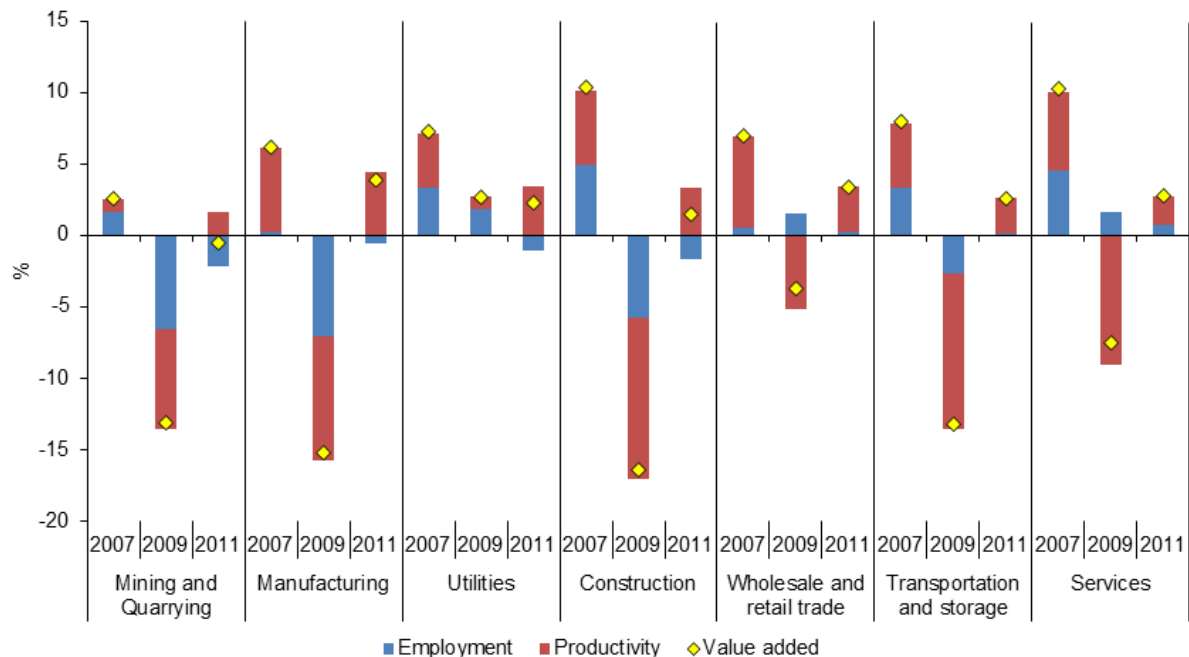 15
10
5
0
-5
-10
-15
-20
%
2007 2009 2011 2007 2009 2011 2007 2009 2011 2007 2009 2011 2007 2009 2011 2007 2009 2011 2007 2009 2011
Mining and Quarrying
Manufacturing
Utilities
Construction
Wholesale and retail trade
Transportation and storage
Services
Employment Productivity Value added